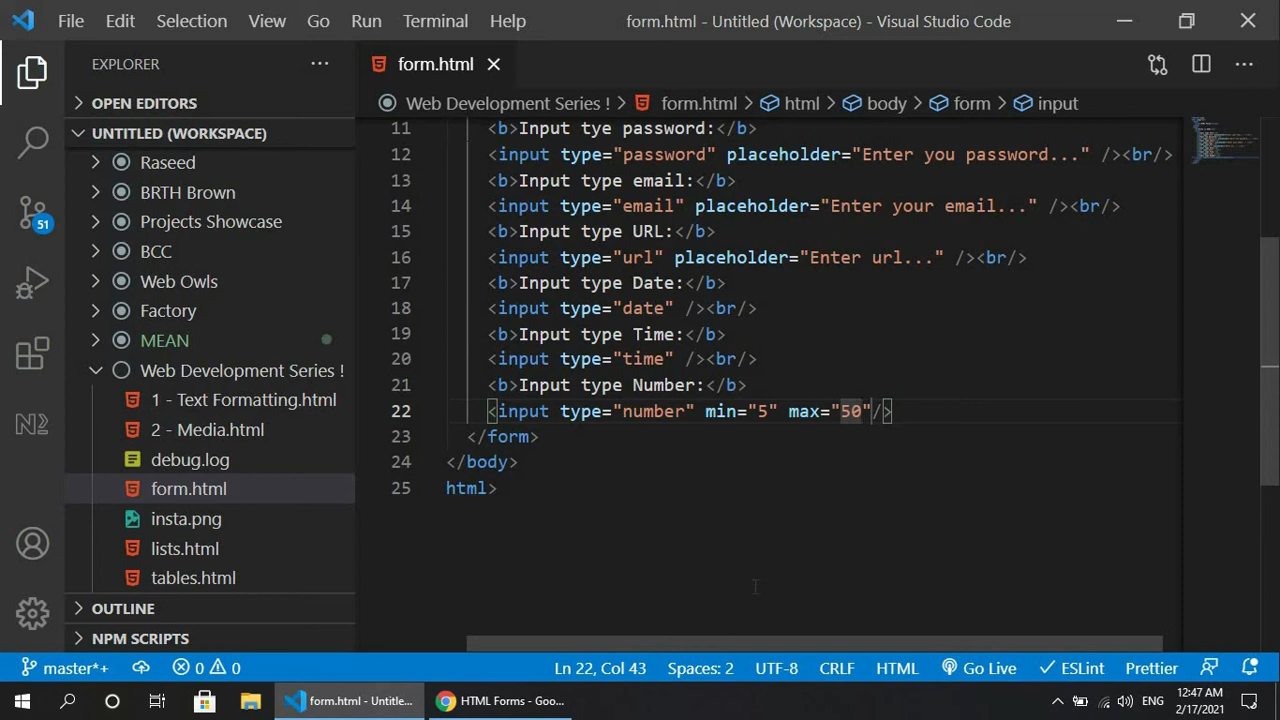 File Edit Selection View Go Run Terminal Help form.html - Untitled (Workspace) - Visual Studio Code
EXPLORER
form.html
OPEN EDITORS
Web Development Series ! > form.html > html > body > form > input
UNTITLED (WORKSPACE)
Raseed
BRTH Brown
Projects Showcase
BCC
Web Owls
Factory
MEAN
Web Development Series !
1 - Text Formatting.html
2 - Media.html
debug.log
form.html
insta.png
lists.html
tables.html
OUTLINE
NPM SCRIPTS
51
11 <b>Input tye password:</b>
12 <input type="password" placeholder="Enter you password..." /><br/>
13 <b>Input type email:</b>
14 <input type="email" placeholder="Enter your email..." /><br/>
15 <b>Input type URL:</b>
16 <input type="url" placeholder="Enter url..." /><br/>
17 <b>Input type Date:</b>
18 <input type="date" /><br/>
19 <b>Input type Time:</b>
20 <input type="time" /><br/>
21 <b>Input type Number:</b>
22 <input type="number" min="5" max="50"/>
23 </form>
24 </body>
25 html>
master*+ 0 0 Ln 22, Col 43 Spaces: 2 UTF-8 CRLF HTML Go Live ESLint Prettier
form.html - Untitle... HTML Forms - Goo... ENG 12:47 AM
2/17/2021